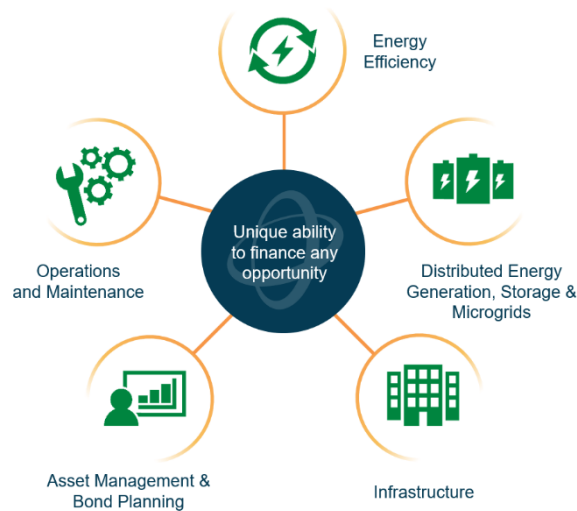 Energy
Efficiency
Unique ability
to finance any
opportunity
Operations
and Maintenance
Distributed Energy
Generation, Storage &
Microgrids
Asset Management &
Bond Planning
Infrastructure